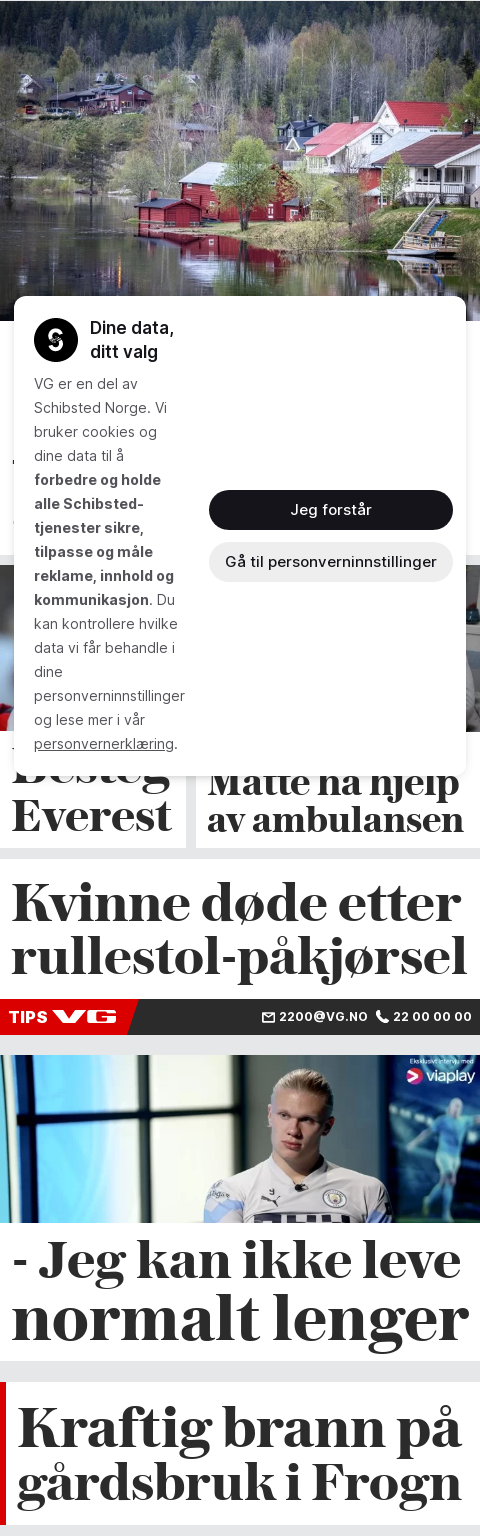 Dine data,
ditt valg
VG er en del av
Schibsted Norge. Vi
bruker cookies og
dine data til å
forbedre og holde
alle Schibsted-
tjenester sikre,
tilpasse og måle
reklame, innhold og
kommunikasjon. Du
kan kontrollere hvilke
data vi får behandle i
dine
personverninnstillinger
og lese mer i vår
personvernerklæring.
Jeg forstår
Gå til personverninnstillinger
Besteg
Everest
Måtte ha hjelp
av ambulansen
Kvinne døde etter
rullestol-påkjørsel
TIPS VG 2200@VG.NO 22 00 00 00
Eksklusivt intervju med
viaplay
- Jeg kan ikke leve
normalt lenger
Kraftig brann på
gårdsbruk i Frogn